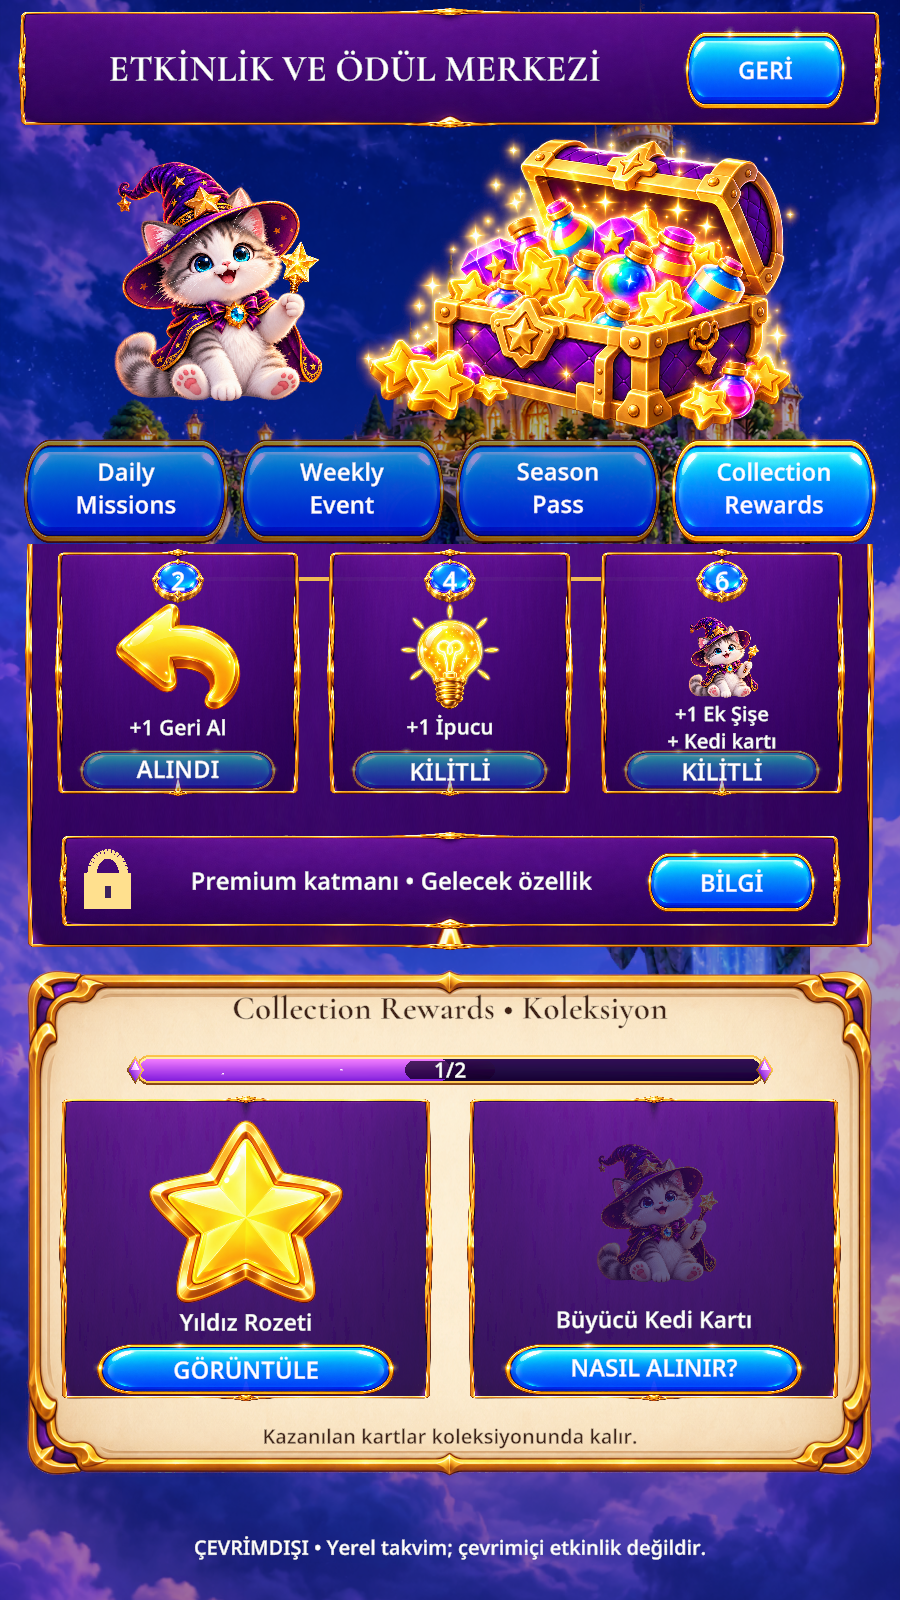 ETKİNLİK VE ÖDÜL MERKEZİ
GERİ
Daily
Missions
Weekly
Event
Season
Pass
Collection
Rewards
2
4
6
+1 Geri Al
+1 İpucu
+1 Ek Şişe
+ Kedi kartı
ALINDI
KİLİTLİ
KİLİTLİ
Premium katmanı • Gelecek özellik
BİLGİ
Collection Rewards • Koleksiyon
1/2
Yıldız Rozeti
Büyücü Kedi Kartı
GÖRÜNTÜLE
NASIL ALINIR?
Kazanılan kartlar koleksiyonunda kalır.
ÇEVRİMDIŞI • Yerel takvim; çevrimiçi etkinlik değildir.